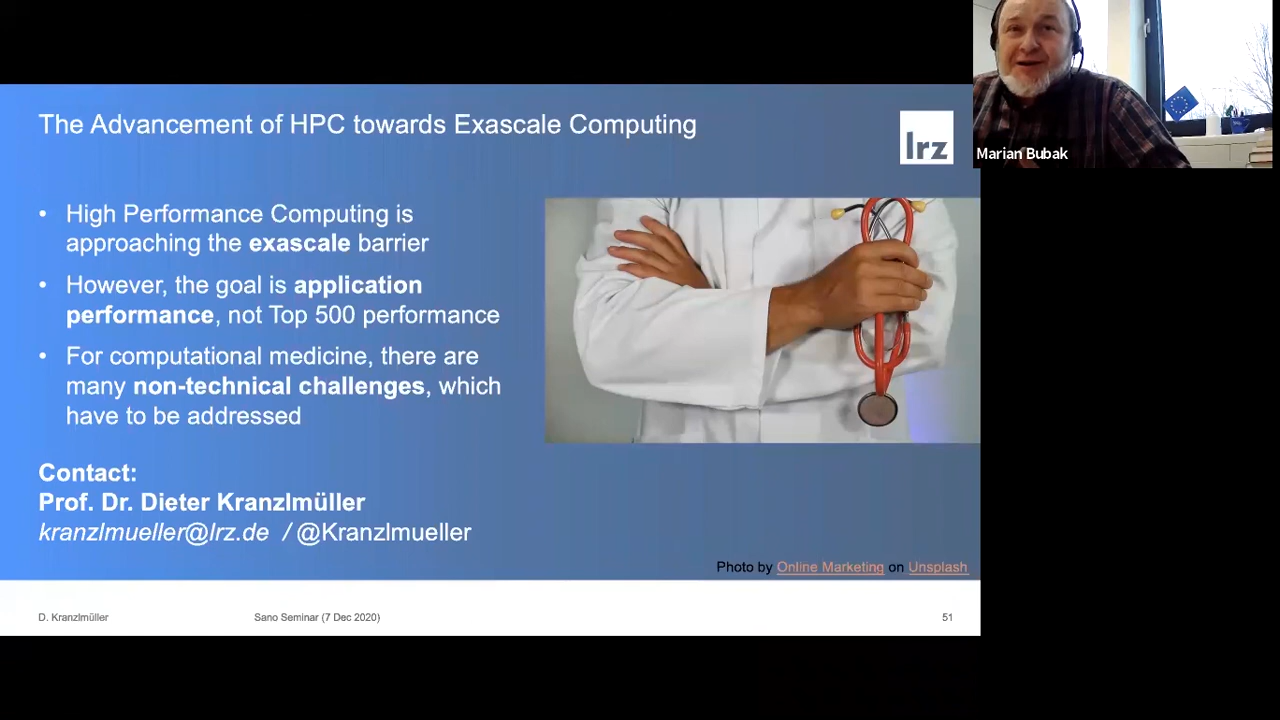 The Advancement of HPC towards Exascale Computing
lrz
Marian Bubak
• High Performance Computing is
approaching the exascale barrier
• However, the goal is application
performance, not Top 500 performance
• For computational medicine, there are
many non-technical challenges, which
have to be addressed
Contact:
Prof. Dr. Dieter Kranzlmüller
kranzlmueller@lrz.de / @Kranzlmueller
Photo by Online Marketing on Unsplash
D. Kranzlmüller
Sano Seminar (7 Dec 2020)
51